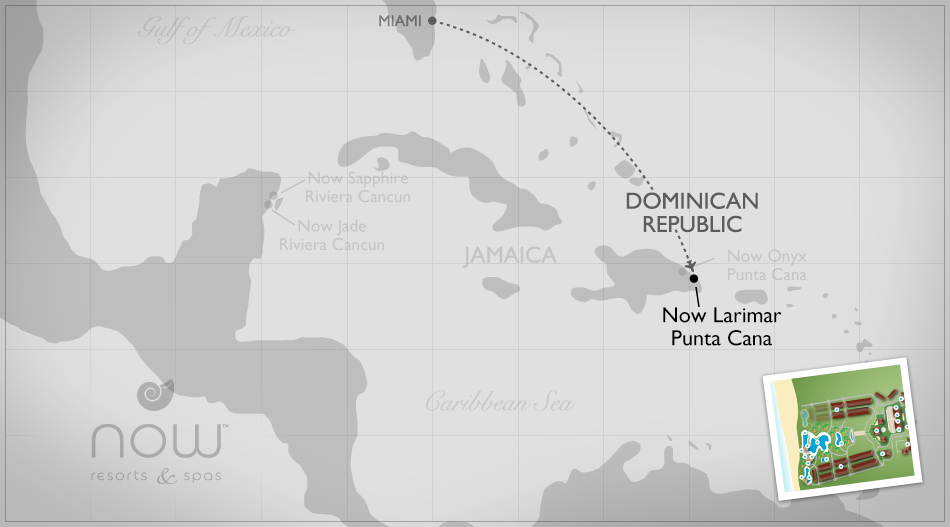 Gulf of Mexico
MIAMI
Now Sapphire
Riviera Cancun
Now Jade
Riviera Cancun
DOMINICAN
REPUBLIC
JAMAICA
Now Onyx
Punta Cana
Now Larimar
Punta Cana
Caribbean Sea
now™
resorts & spas